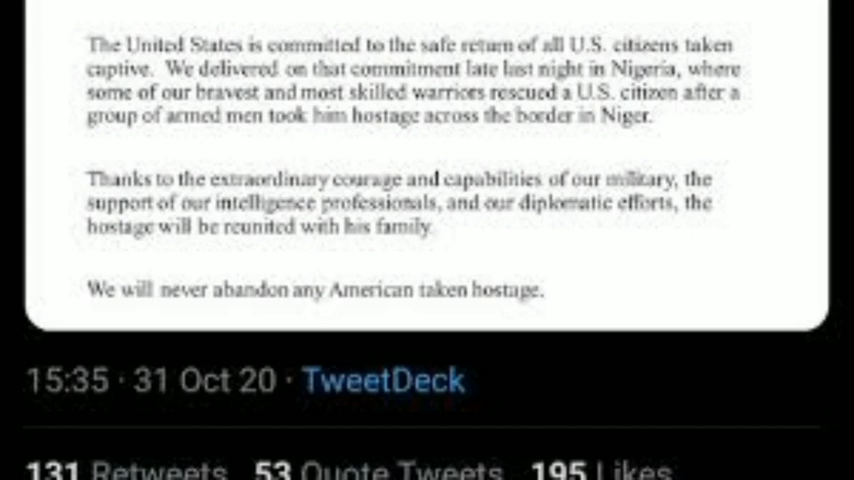 The United States is committed to the safe return of all U.S. citizens taken
captive. We delivered on that commitment late last night in Nigeria, where
some of our bravest and most skilled warriors rescued a U.S. citizen after a
group of armed men took him hostage across the border in Niger.
Thanks to the extraordinary courage and capabilities of our military, the
support of our intelligence professionals, and our diplomatic efforts, the
hostage will be reunited with his family.
We will never abandon any American taken hostage.
15:35 · 31 Oct 20 · TweetDeck
131 Retweets 53 Quote Tweets 195 Likes